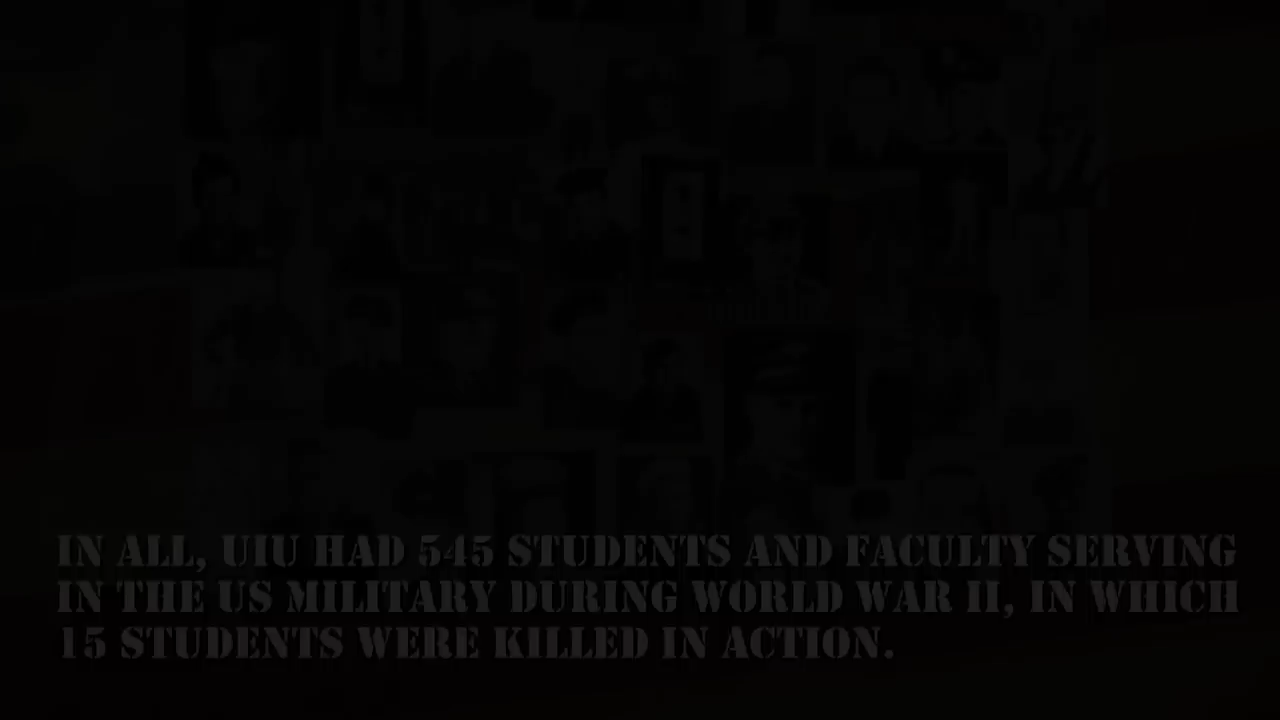 IN ALL, UIU HAD 545 STUDENTS AND FACULTY SERVING
IN THE US MILITARY DURING WORLD WAR II, IN WHICH
15 STUDENTS WERE KILLED IN ACTION.